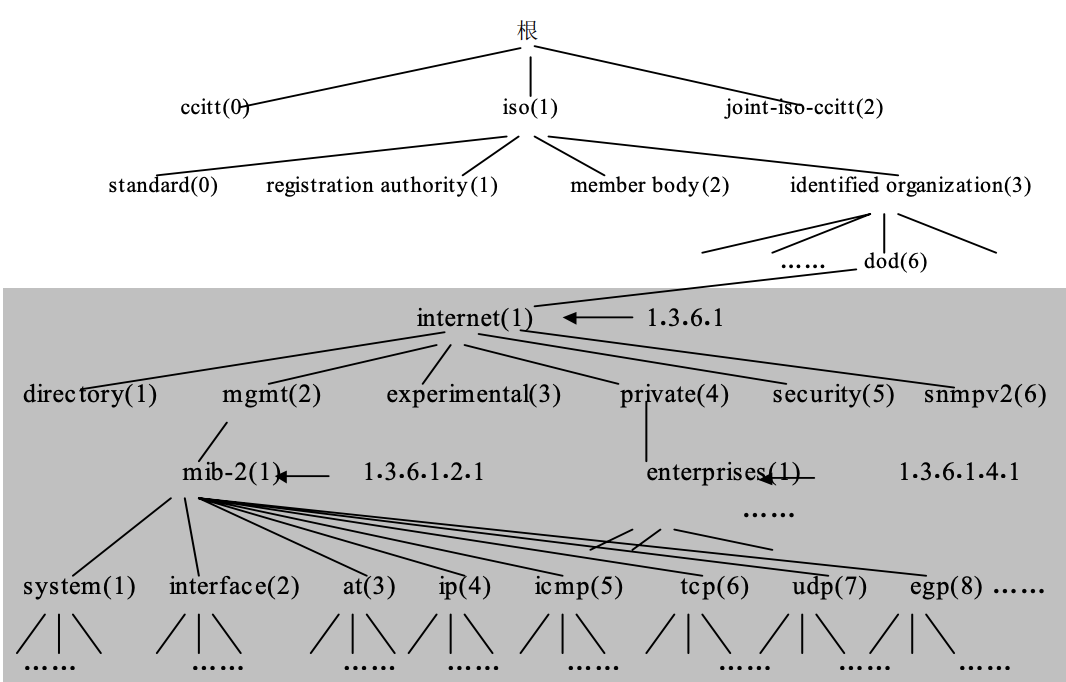 根
ccitt(0) iso(1) joint-iso-ccitt(2)
standard(0) registration authority(1) member body(2) identified organization(3)
…… dod(6)
internet(1) 1.3.6.1
directory(1) mgmt(2) experimental(3) private(4) security(5) snmpv2(6)
mib-2(1) 1.3.6.1.2.1 enterprises(1) 1.3.6.1.4.1
……
system(1) interface(2) at(3) ip(4) icmp(5) tcp(6) udp(7) egp(8) ……
…… …… …… …… …… …… …… ……